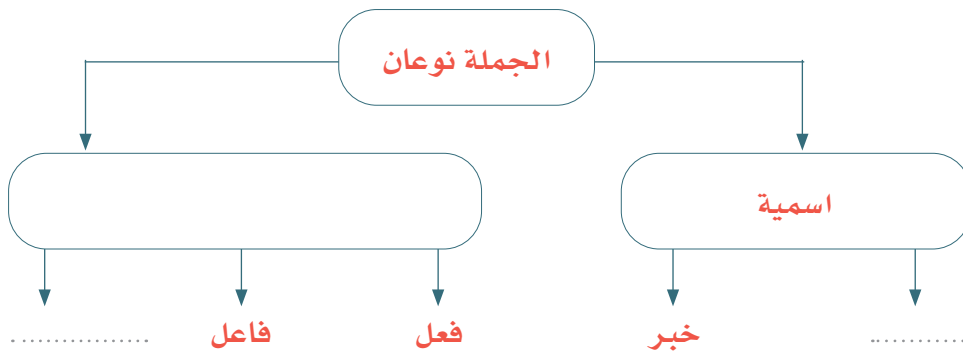 الجملة نوعان
اسمية
............ خبر فعل فاعل ................